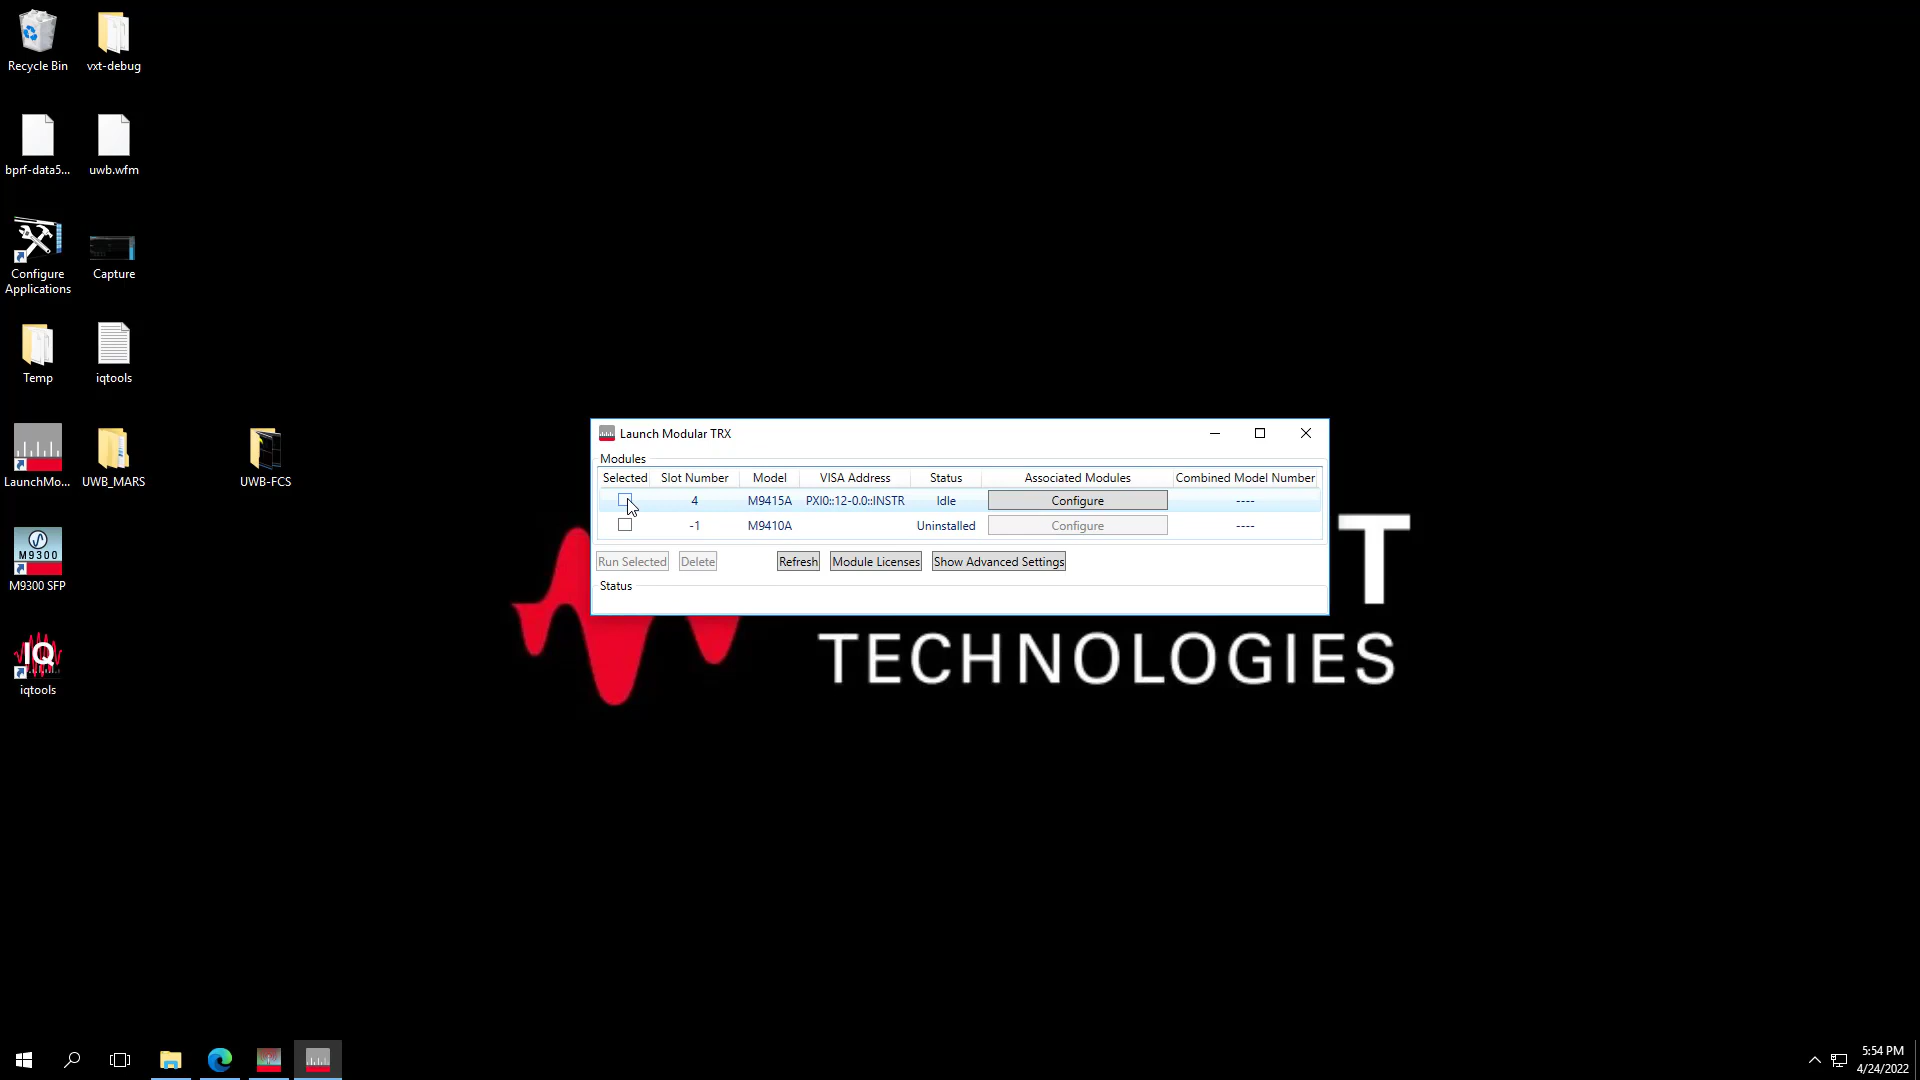 Recycle Bin
vxt-debug
bprf-data5...
uwb.wfm
Configure
Applications
Capture
Temp
iqtools
LaunchMo...
UWB_MARS
UWB-FCS
M9300
M9300 SFP
IQ
iqtools
Launch Modular TRX
Modules
Selected Slot Number Model VISA Address Status Associated Modules Combined Model Number
4 M9415A PXI0::12-0.0::INSTR Idle Configure ----
-1 M9410A Uninstalled Configure ----
Run Selected Delete Refresh Module Licenses Show Advanced Settings
Status
T
TECHNOLOGIES
5:54 PM
4/24/2022